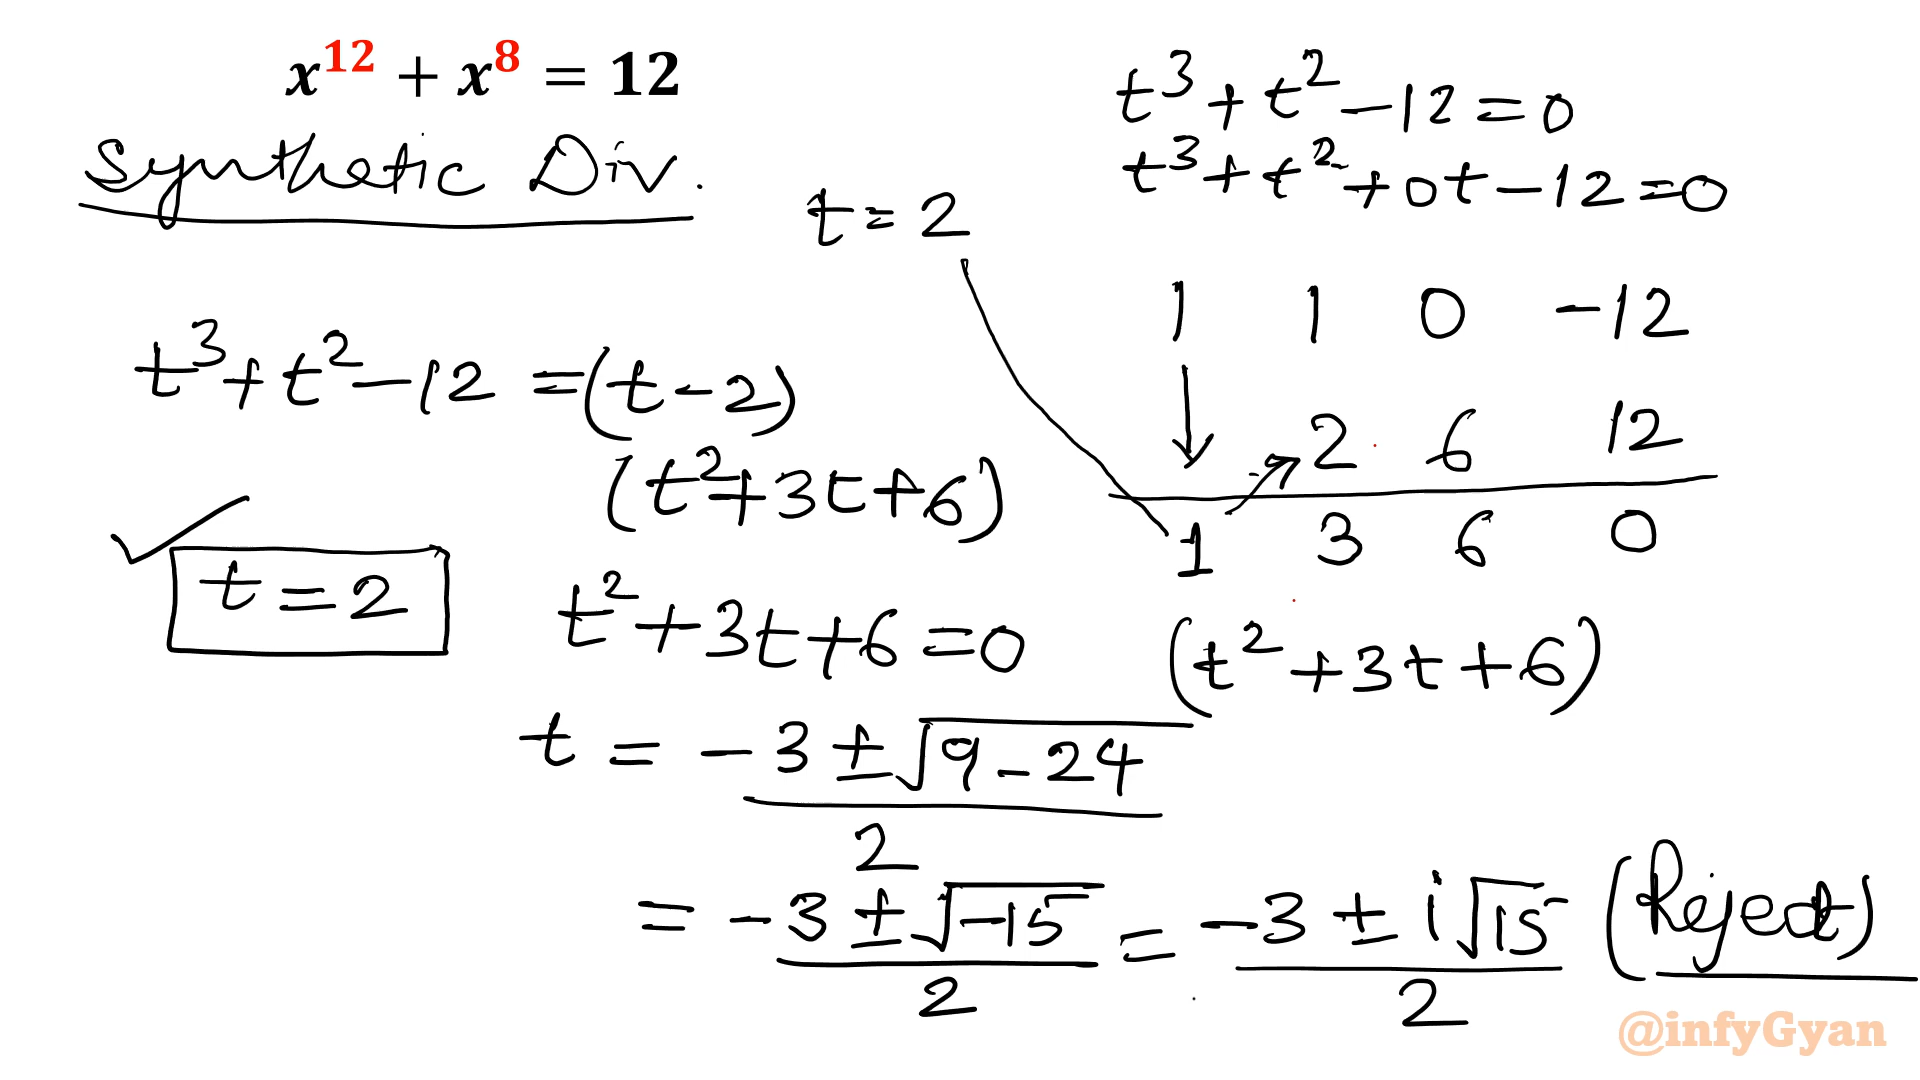 x¹² + x⁸ = 12
Synthetic Div.
t³ + t² - 12 = (t - 2)
(t² + 3t + 6)
t = 2
t² + 3t + 6 = 0
t = -3 ± √9 - 24
2
= -3 ± √-15 = -3 ± i√15 (Reject)
2 2
t³ + t² - 12 = 0
t³ + t² + 0t - 12 = 0
t = 2
1 1 0 -12
2 6 12
1 3 6 0
(t² + 3t + 6)
@infyGyan